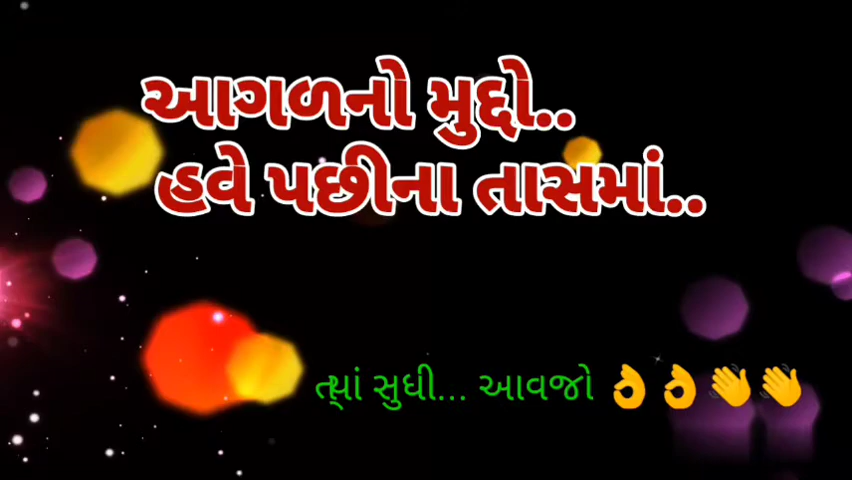 આગળનો મુદ્દો..
હવે પછીના તાસમાં..
ત્યાં સુધી... આવજો 👌👌👋👋